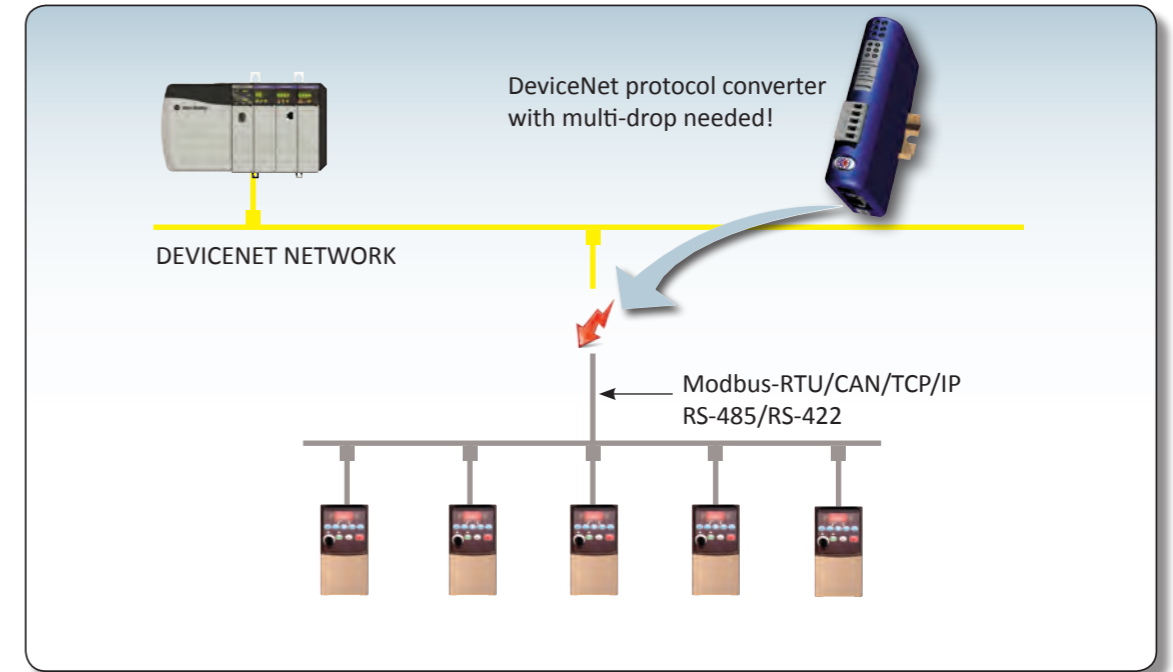 DeviceNet protocol converter
with multi-drop needed!
DEVICENET NETWORK
Modbus-RTU/CAN/TCP/IP
RS-485/RS-422